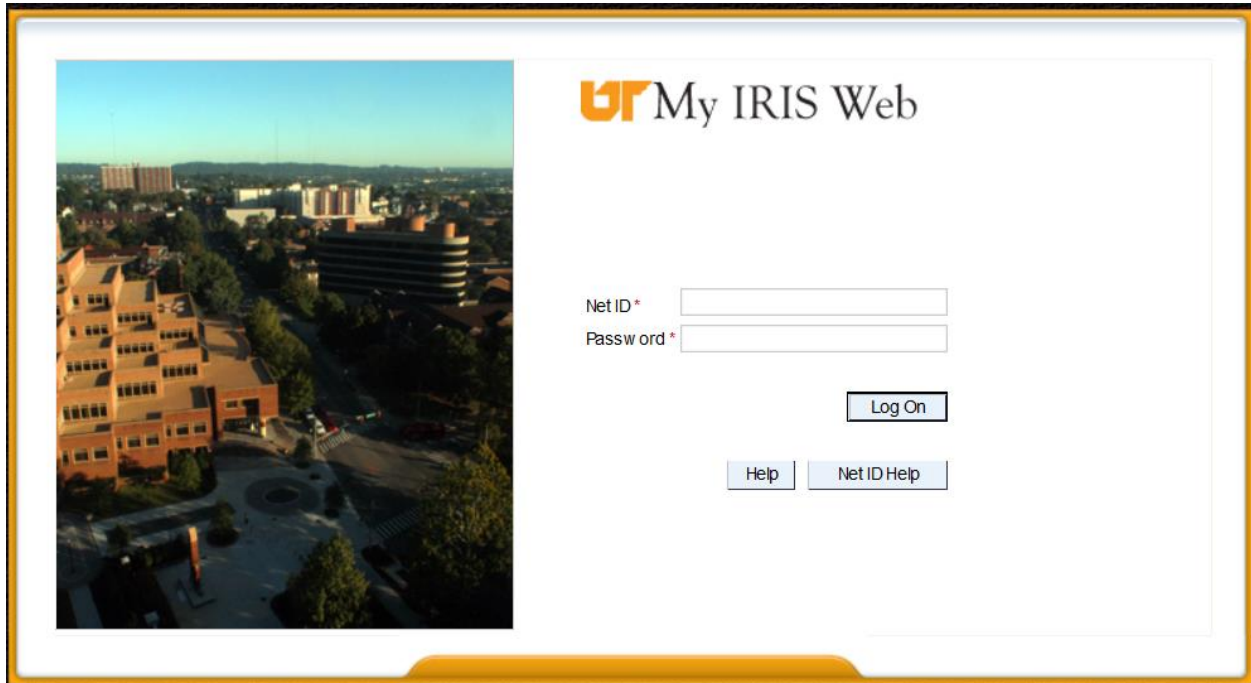 UT My IRIS Web
Net ID *
Password *
Log On
Help Net ID Help